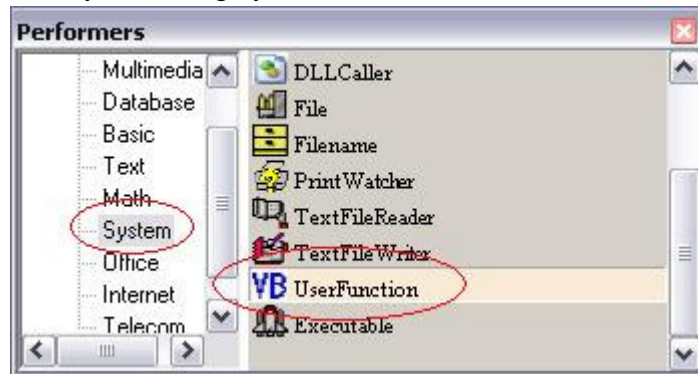 Performers
Multimedia
Database
Basic
Text
Math
System
Office
Internet
Telecom
DLLCaller
File
Filename
PrintWatcher
TextFileReader
TextFileWriter
VB UserFunction
Executable